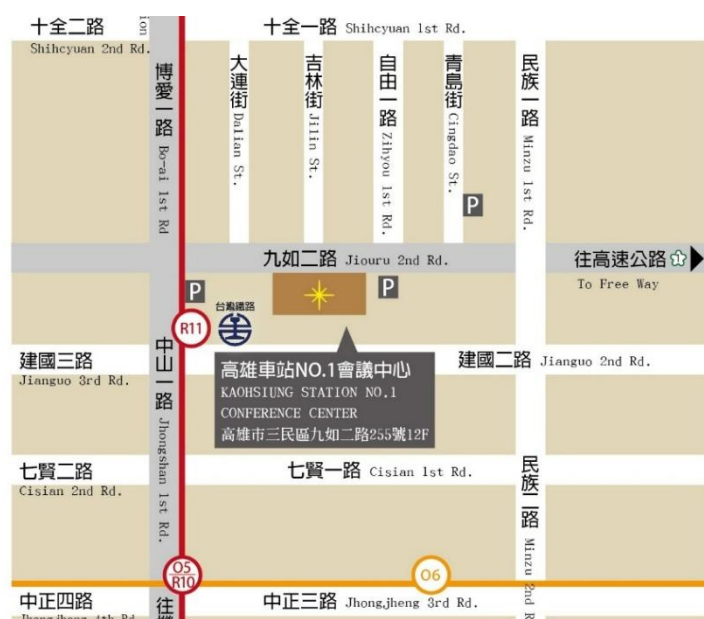 十全二路
Shihcyuan 2nd Rd.
ion
十全一路 Shihcyuan 1st Rd.
博愛一路 Bo-ai 1st Rd
大連街 Dalian St.
吉林街 Jilin St.
自由一路 Zihyou 1st Rd.
青島街 Cingdao St.
民族一路 Minzu 1st Rd.
P
九如二路 Jiouru 2nd Rd.
往高速公路 1
To Free Way
P
P
台灣鐵路
R11
中山一路 Jhongshan 1st Rd.
建國三路
Jianguo 3rd Rd.
高雄車站NO.1會議中心
KAOHSIUNG STATION NO.1
CONFERENCE CENTER
高雄市三民區九如二路255號12F
建國二路 Jianguo 2nd Rd.
七賢二路
Cisian 2nd Rd.
七賢一路 Cisian 1st Rd.
民族二路 Minzu 2nd R
O5
R10
O6
中正四路
Jhongjheng 4th Rd.
往
中正三路 Jhongjheng 3rd Rd.